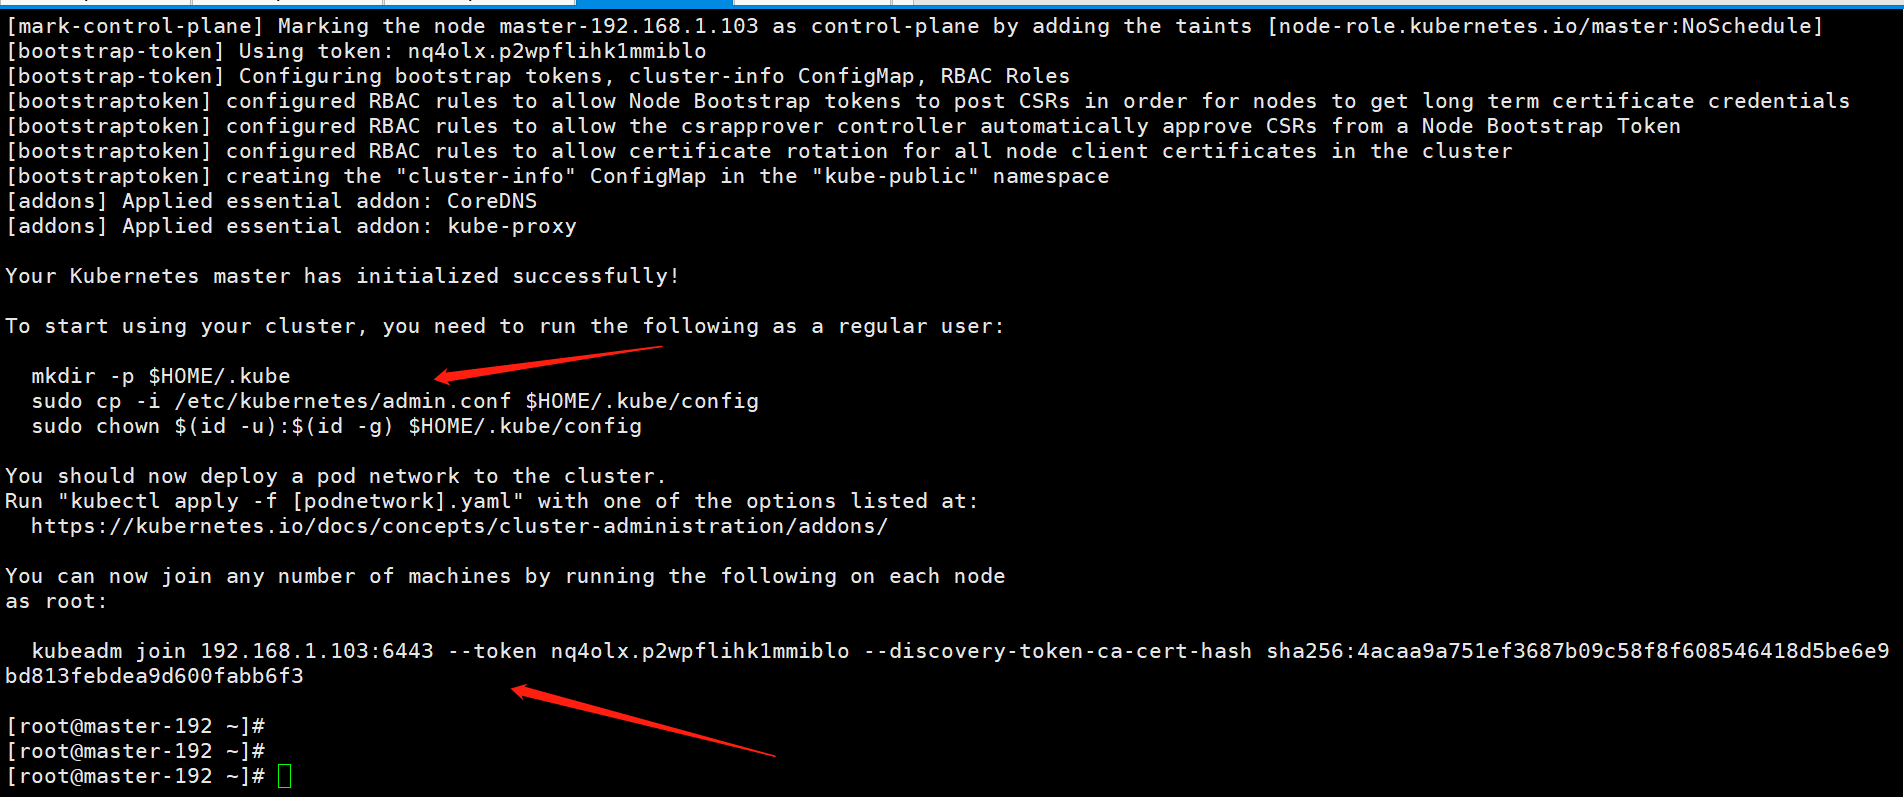 [mark-control-plane] Marking the node master-192.168.1.103 as control-plane by adding the taints [node-role.kubernetes.io/master:NoSchedule]
[bootstrap-token] Using token: nq4olx.p2wpflihk1mmiblo
[bootstrap-token] Configuring bootstrap tokens, cluster-info ConfigMap, RBAC Roles
[bootstraptoken] configured RBAC rules to allow Node Bootstrap tokens to post CSRs in order for nodes to get long term certificate credentials
[bootstraptoken] configured RBAC rules to allow the csrapprover controller automatically approve CSRs from a Node Bootstrap Token
[bootstraptoken] configured RBAC rules to allow certificate rotation for all node client certificates in the cluster
[bootstraptoken] creating the "cluster-info" ConfigMap in the "kube-public" namespace
[addons] Applied essential addon: CoreDNS
[addons] Applied essential addon: kube-proxy
Your Kubernetes master has initialized successfully!
To start using your cluster, you need to run the following as a regular user:
mkdir -p $HOME/.kube
sudo cp -i /etc/kubernetes/admin.conf $HOME/.kube/config
sudo chown $(id -u):$(id -g) $HOME/.kube/config
You should now deploy a pod network to the cluster.
Run "kubectl apply -f [podnetwork].yaml" with one of the options listed at:
https://kubernetes.io/docs/concepts/cluster-administration/addons/
You can now join any number of machines by running the following on each node
as root:
kubeadm join 192.168.1.103:6443 --token nq4olx.p2wpflihk1mmiblo --discovery-token-ca-cert-hash sha256:4acaa9a751ef3687b09c58f8f608546418d5be6e9
bd813febdea9d600fabb6f3
[root@master-192 ~]#
[root@master-192 ~]#
[root@master-192 ~]#